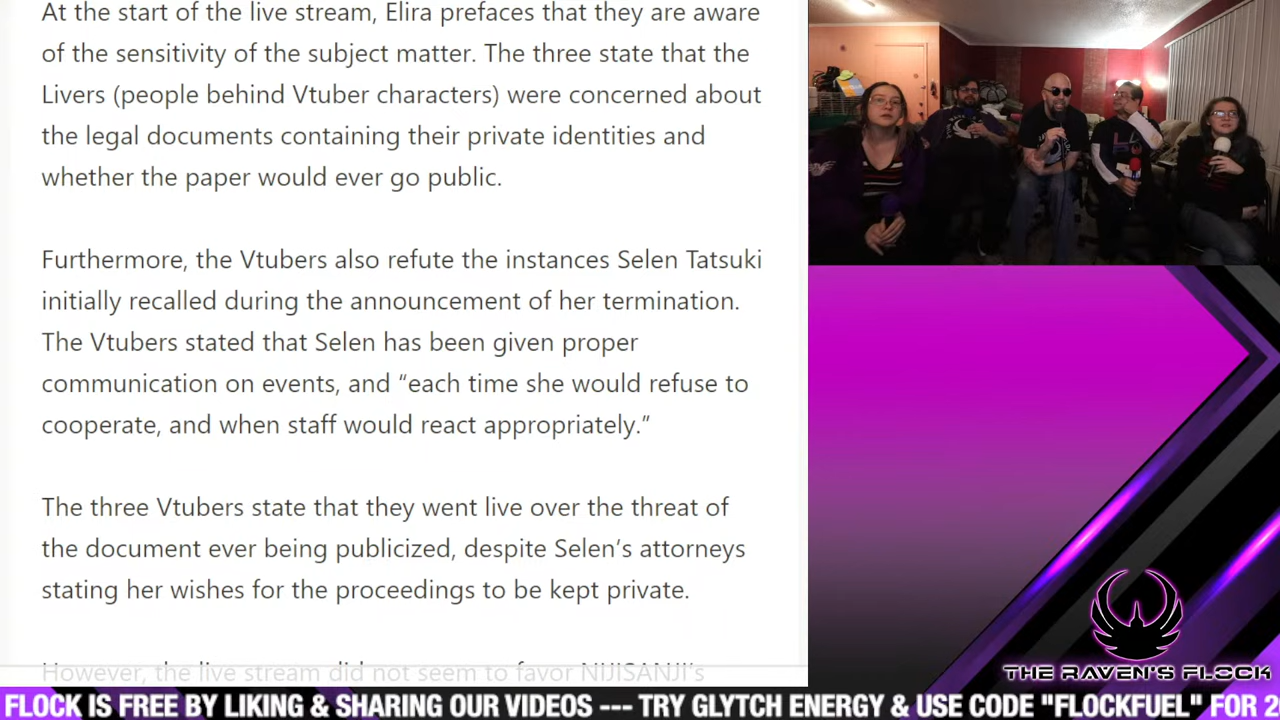 At the start of the live stream, Elira prefaces that they are aware
of the sensitivity of the subject matter. The three state that the
Livers (people behind Vtuber characters) were concerned about
the legal documents containing their private identities and
whether the paper would ever go public.
Furthermore, the Vtubers also refute the instances Selen Tatsuki
initially recalled during the announcement of her termination.
The Vtubers stated that Selen has been given proper
communication on events, and “each time she would refuse to
cooperate, and when staff would react appropriately.”
The three Vtubers state that they went live over the threat of
the document ever being publicized, despite Selen’s attorneys
stating her wishes for the proceedings to be kept private.
However, the live stream did not seem to favor NIJISANJI’s
THE RAVEN'S FLOCK
FLOCK IS FREE BY LIKING & SHARING OUR VIDEOS --- TRY GLYTCH ENERGY & USE CODE "FLOCKFUEL" FOR 2